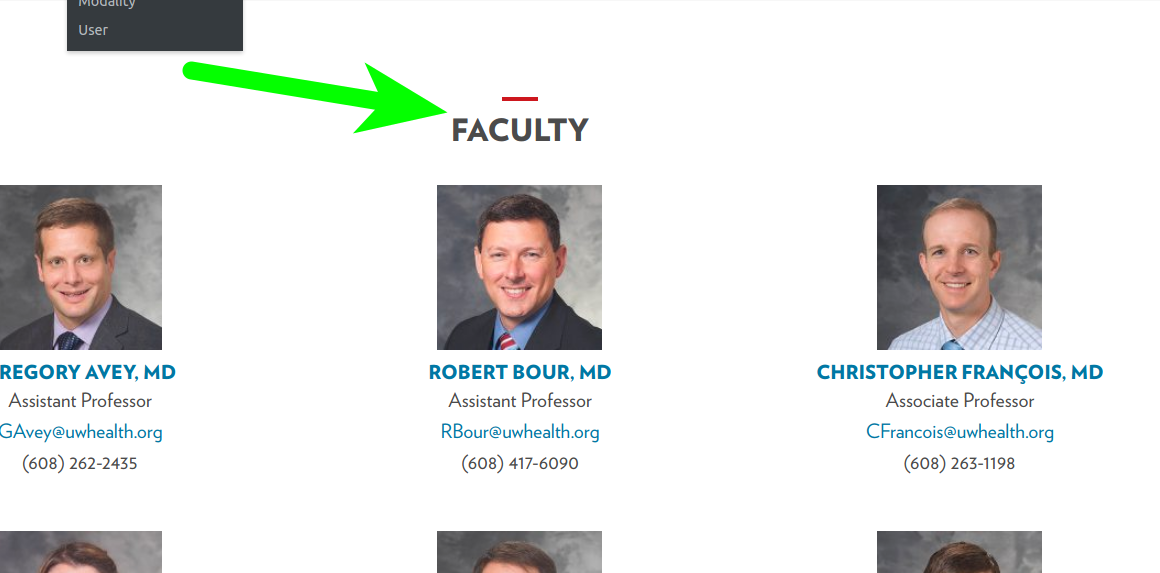 Modality
User
FACULTY
REGORY AVEY, MD
Assistant Professor
GAvey@uwhealth.org
(608) 262-2435
ROBERT BOUR, MD
Assistant Professor
RBour@uwhealth.org
(608) 417-6090
CHRISTOPHER FRANÇOIS, MD
Associate Professor
CFrancois@uwhealth.org
(608) 263-1198